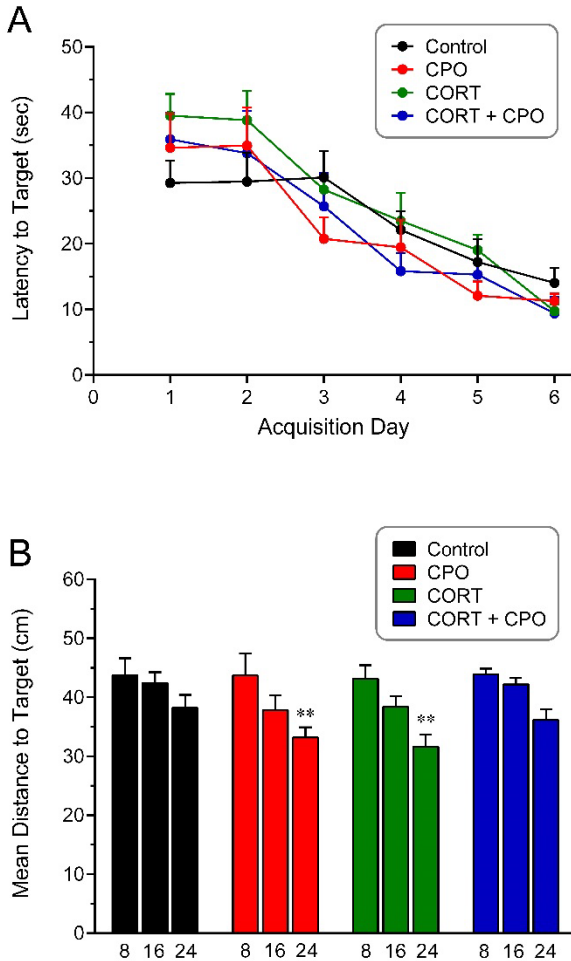 A
Latency to Target (sec)
50
40
30
20
10
0
Control
CPO
CORT
CORT + CPO
0 1 2 3 4 5 6
Acquisition Day
B
Mean Distance to Target (cm)
60
50
40
30
20
10
0
Control
CPO
CORT
CORT + CPO
** **
8 16 24 8 16 24 8 16 24 8 16 24